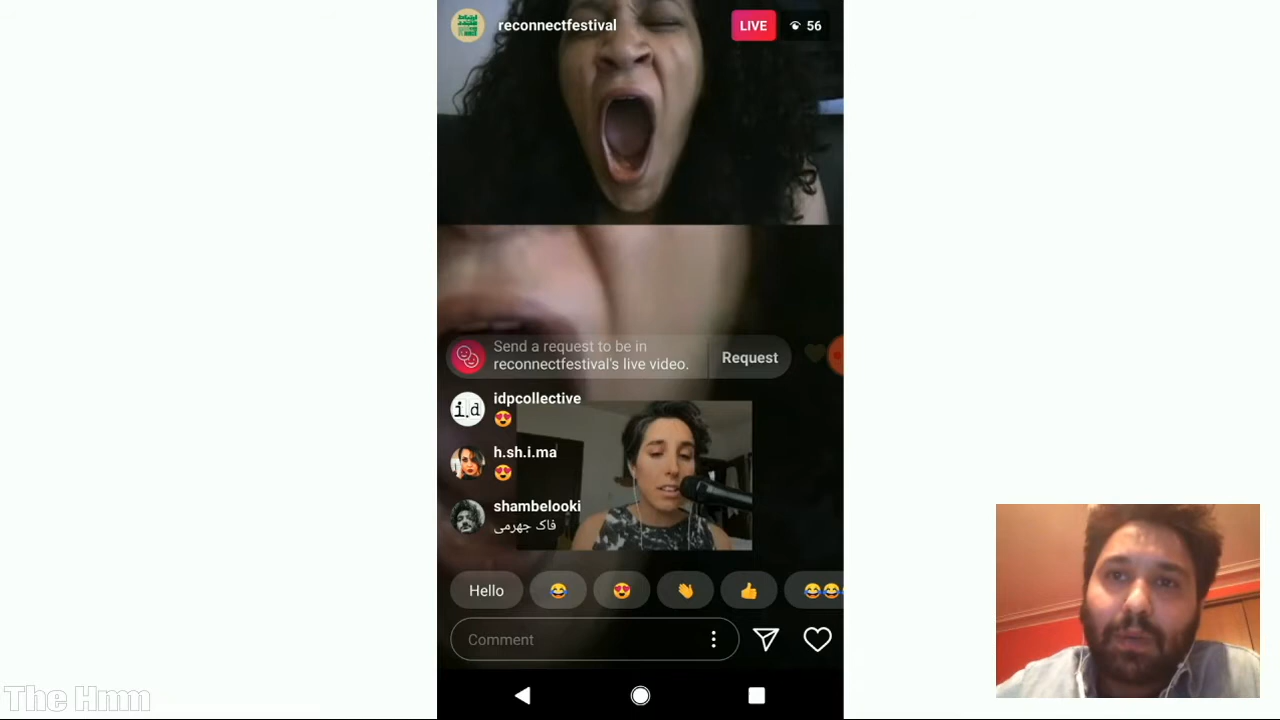 reconnectfestival
LIVE
56
Send a request to be in
reconnectfestival's live video.
Request
idpcollective
i.d
😍
h.sh.i.ma
😍
shambelooki
فاک جهرمی
Hello
😂
😍
👏
👍
😂😂
Comment
The Hmm